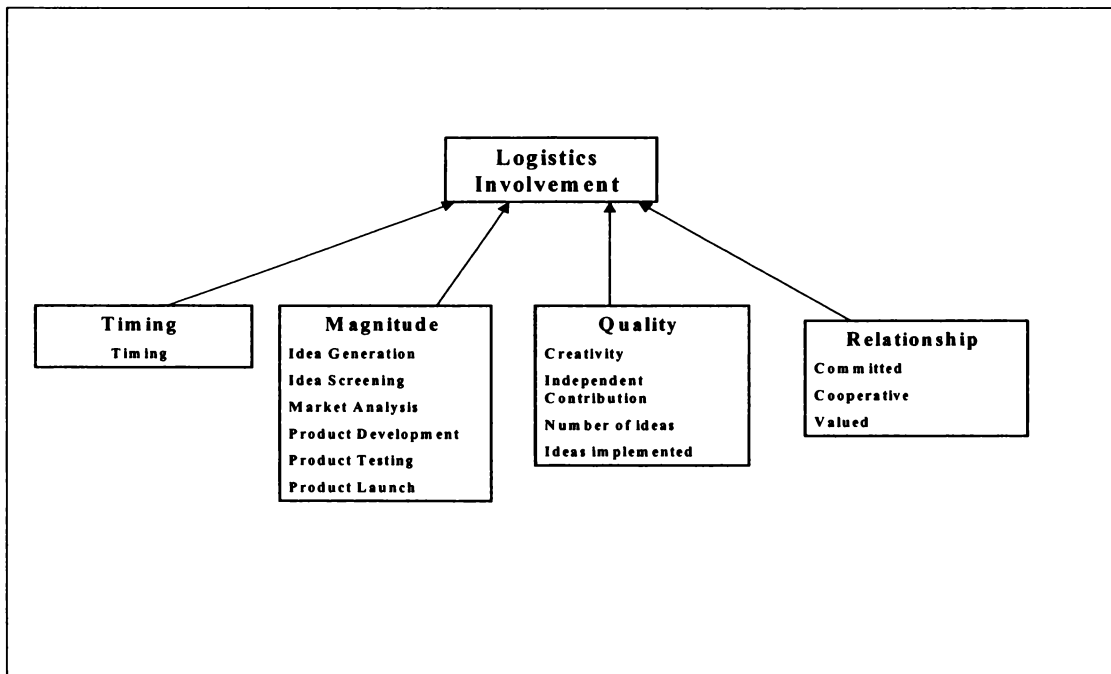 Logistics
Involvement
Timing
Timing
Magnitude
Idea Generation
Idea Screening
Market Analysis
Product Development
Product Testing
Product Launch
Quality
Creativity
Independent
Contribution
Number of ideas
Ideas implemented
Relationship
Committed
Cooperative
Valued